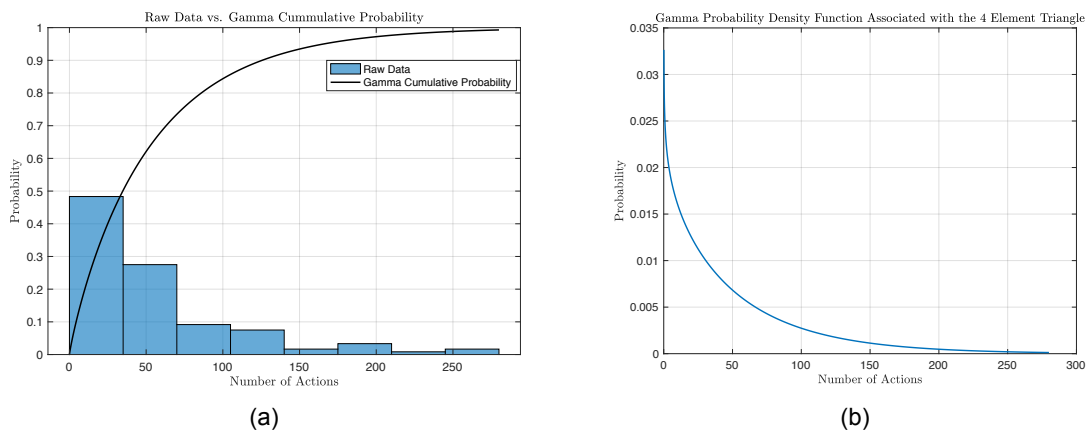 Raw Data vs. Gamma Cummulative Probability
1
0.9
0.8
0.7
0.6
0.5
0.4
0.3
0.2
0.1
0
Probability
Raw Data
Gamma Cumulative Probability
0 50 100 150 200 250
Number of Actions
(a)
Gamma Probability Density Function Associated with the 4 Element Triangle
0.035
0.03
0.025
0.02
0.015
0.01
0.005
0
Probability
0 50 100 150 200 250 300
Number of Actions
(b)